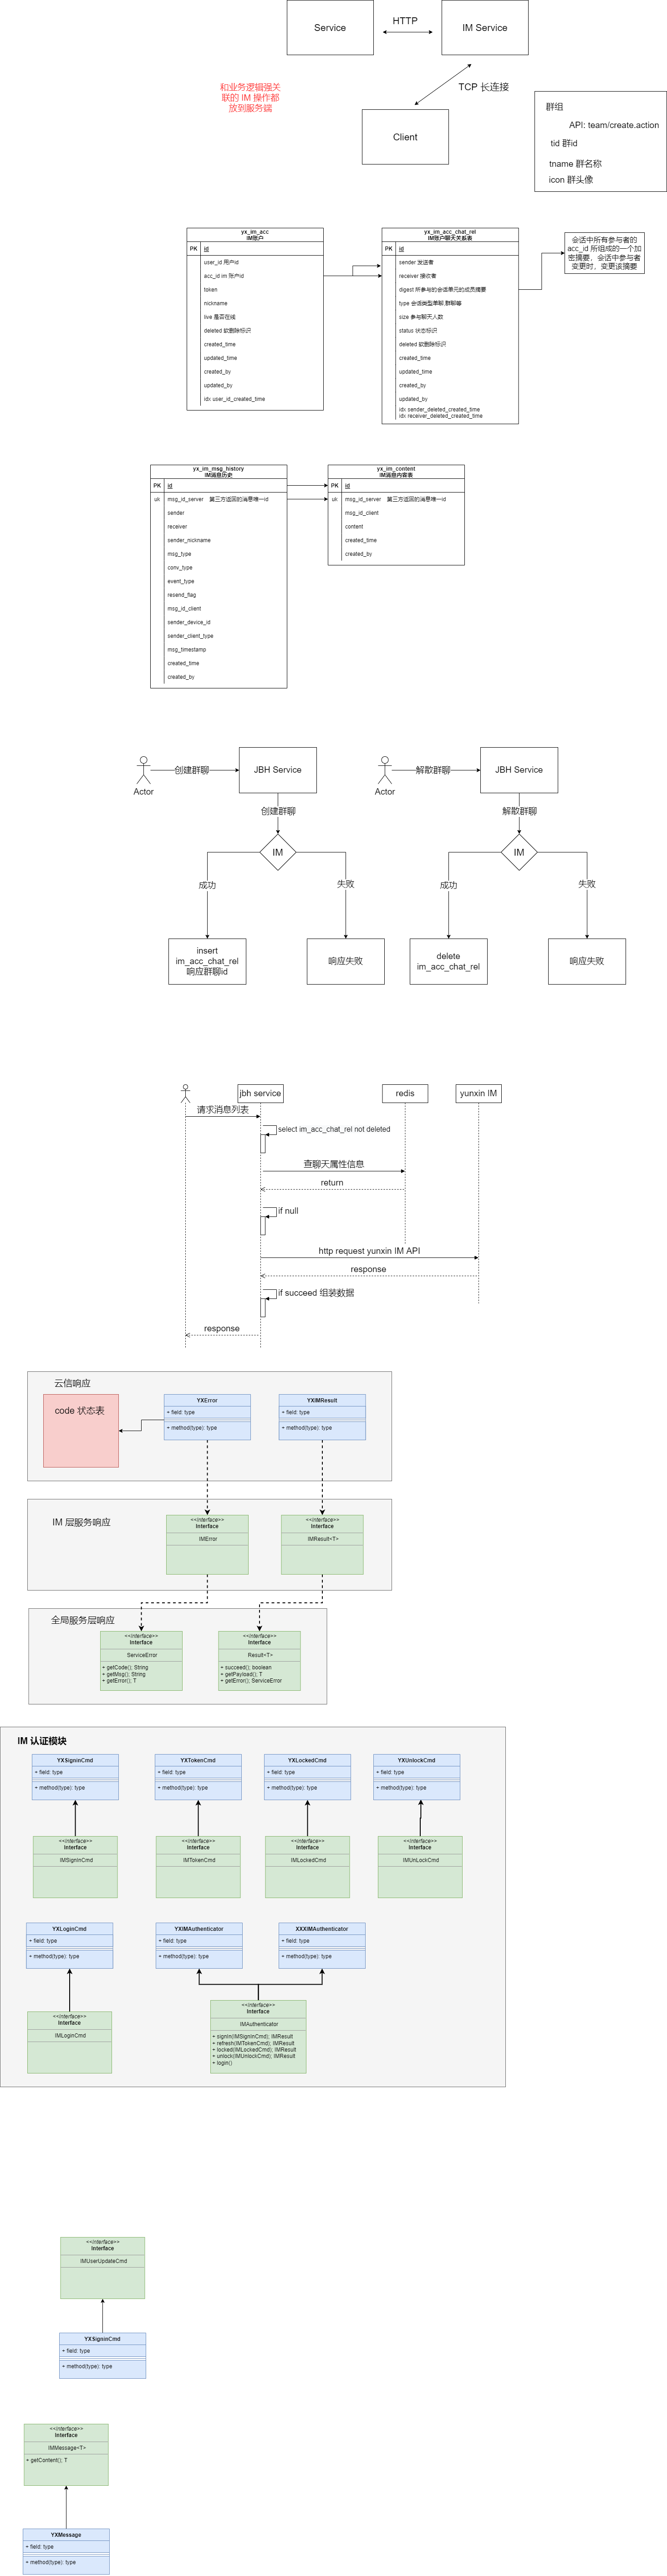 Service
HTTP
IM Service
和业务逻辑强关
联的 IM 操作都
放到服务端
TCP 长连接
Client
群组
API: team/create.action
tid 群id
tname 群名称
icon 群头像
yx_im_acc
IM账户
PK
id
user_id 用户id
acc_id im 账户id
token
nickname
live 是否在线
deleted 软删除标识
created_time
updated_time
created_by
updated_by
idx user_id_created_time
yx_im_acc_chat_rel
IM账户聊天关系表
PK
id
sender 发送者
receiver 接收者
digest 所参与的会话单元的成员摘要
type 会话类型单聊,群聊等
size 参与聊天人数
status 状态标识
deleted 软删除标识
created_time
updated_time
created_by
updated_by
idx sender_deleted_created_time
idx receiver_deleted_created_time
会话中所有参与者的
acc_id 所组成的一个加
密摘要、会话中参与者
变更时，变更该摘要
yx_im_msg_history
IM消息历史
PK
id
uk
msg_id_server 第三方返回的消息唯一id
sender
receiver
sender_nickname
msg_type
conv_type
event_type
resend_flag
msg_id_client
sender_device_id
sender_client_type
msg_timestamp
created_time
created_by
yx_im_content
IM消息内容表
PK
id
uk
msg_id_server 第三方返回的消息唯一id
msg_id_client
content
created_time
created_by
Actor
创建群聊
JBH Service
创建群聊
IM
成功
失败
insert
im_acc_chat_rel
响应群聊id
响应失败
Actor
解散群聊
JBH Service
解散群聊
IM
成功
失败
delete
im_acc_chat_rel
响应失败
jbh service
redis
yunxin IM
请求消息列表
select im_acc_chat_rel not deleted
查聊天属性信息
return
if null
http request yunxin IM API
response
if succeed 组装数据
response
云信响应
code 状态表
YXError
+ field: type
+ method(type): type
YXIMResult
+ field: type
+ method(type): type
IM 层服务响应
<<interface>>
Interface
IMError
<<interface>>
Interface
IMResult<T>
全局服务层响应
<<interface>>
Interface
ServiceError
+ getCode(); String
+ getMsg(); String
+ getError(); T
<<interface>>
Interface
Result<T>
+ succeed(); boolean
+ getPayload(); T
+ getError(); ServiceError
IM 认证模块
YXSigninCmd
+ field: type
+ method(type): type
YXTokenCmd
+ field: type
+ method(type): type
YXLockedCmd
+ field: type
+ method(type): type
YXUnlockCmd
+ field: type
+ method(type): type
<<interface>>
Interface
IMSignInCmd
<<interface>>
Interface
IMTokenCmd
<<interface>>
Interface
IMLockedCmd
<<interface>>
Interface
IMUnLockCmd
YXLoginCmd
+ field: type
+ method(type): type
YXIMAuthenticator
+ field: type
+ method(type): type
XXXIMAuthenticator
+ field: type
+ method(type): type
<<interface>>
Interface
IMLoginCmd
<<interface>>
Interface
IMAuthenticator
+ signin(IMSigninCmd); IMResult
+ refresh(IMTokenCmd); IMResult
+ locked(IMLockedCmd); IMResult
+ unlock(IMUnlockCmd); IMResult
+ login()
<<interface>>
Interface
IMUserUpdateCmd
YXSigninCmd
+ field: type
+ method(type): type
<<interface>>
Interface
IMMessage<T>
+ getContent(); T
YXMessage
+ field: type
+ method(type): type